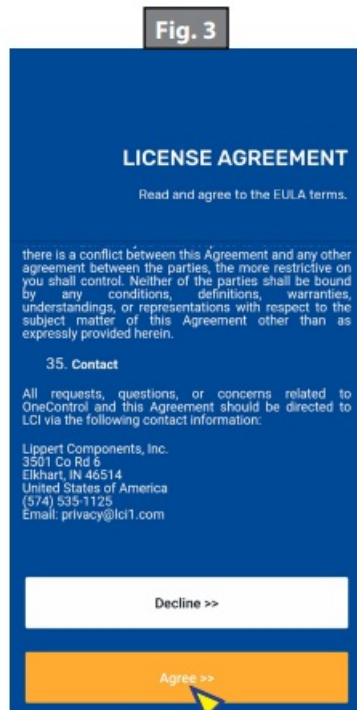 Fig. 3
LICENSE AGREEMENT
Read and agree to the EULA terms.
there is a conflict between this Agreement and any other
agreement between the parties, the more restrictive on
you shall control. Neither of the parties shall be bound
by any conditions, definitions, warranties,
understandings, or representations with respect to the
subject matter of this Agreement other than as
expressly provided herein.
35. Contact
All requests, questions, or concerns related to
OneControl and this Agreement should be directed to
LCI via the following contact information:
Lippert Components, Inc.
3501 Co Rd 6
Elkhart, IN 46514
United States of America
(574) 535-1125
Email: privacy@lci1.com
Decline >>
Agree >>